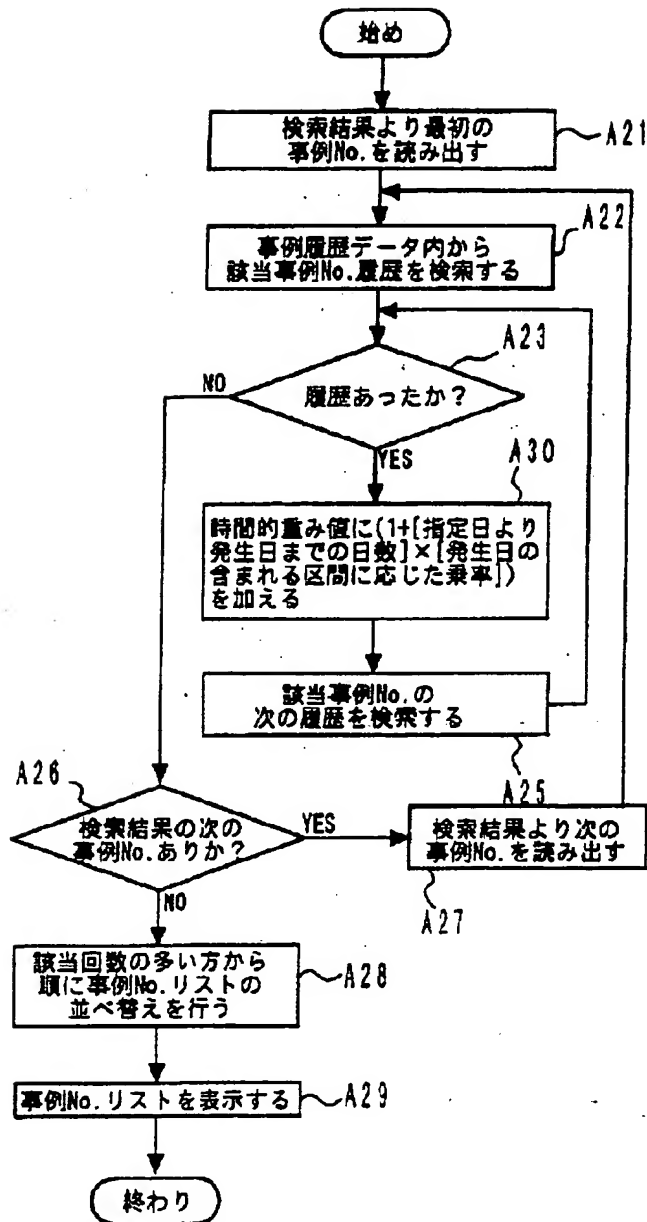 始め
検索結果より最初の
事例No.を読み出す
A21
A22
事例履歴データ内から
該当事例No.履歴を検索する
A23
NO
履歴あったか？
YES
A30
時間的重み値に(1+[指定日より
発生日までの日数]×[発生日の
含まれる区間に応じた乗率])
を加える
該当事例No.の
次の履歴を検索する
A25
A26
検索結果の次の
事例No.ありか？
YES
検索結果より次の
事例No.を読み出す
A27
NO
該当回数の多い方から
順に事例No.リストの
並べ替えを行う
A28
事例No.リストを表示する
A29
終わり